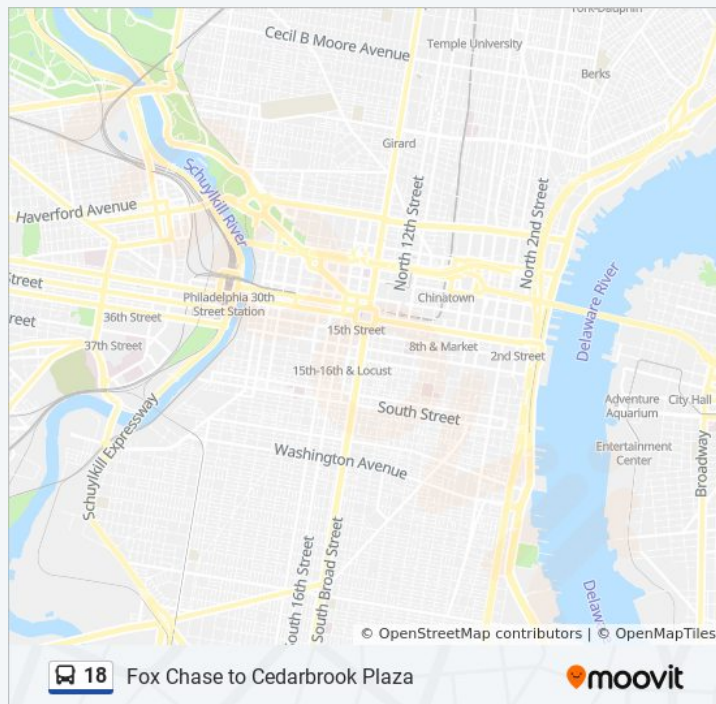 York-Dauphin
Cecil B Moore Avenue
Temple University
Berks
Girard
Schuylkill River
Haverford Avenue
North 12th Street
North 2nd Street
Delaware River
Street
Philadelphia 30th
Street Station
Chinatown
36th Street
15th Street
Street
37th Street
8th & Market
2nd Street
15th-16th & Locust
Adventure
Aquarium
City Hall
South Street
Schuylkill Expressway
Washington Avenue
Entertainment
Center
Broadway
South 16th Street
South Broad Street
Delaw
© OpenStreetMap contributors | © OpenMapTiles
18 Fox Chase to Cedarbrook Plaza
moovit